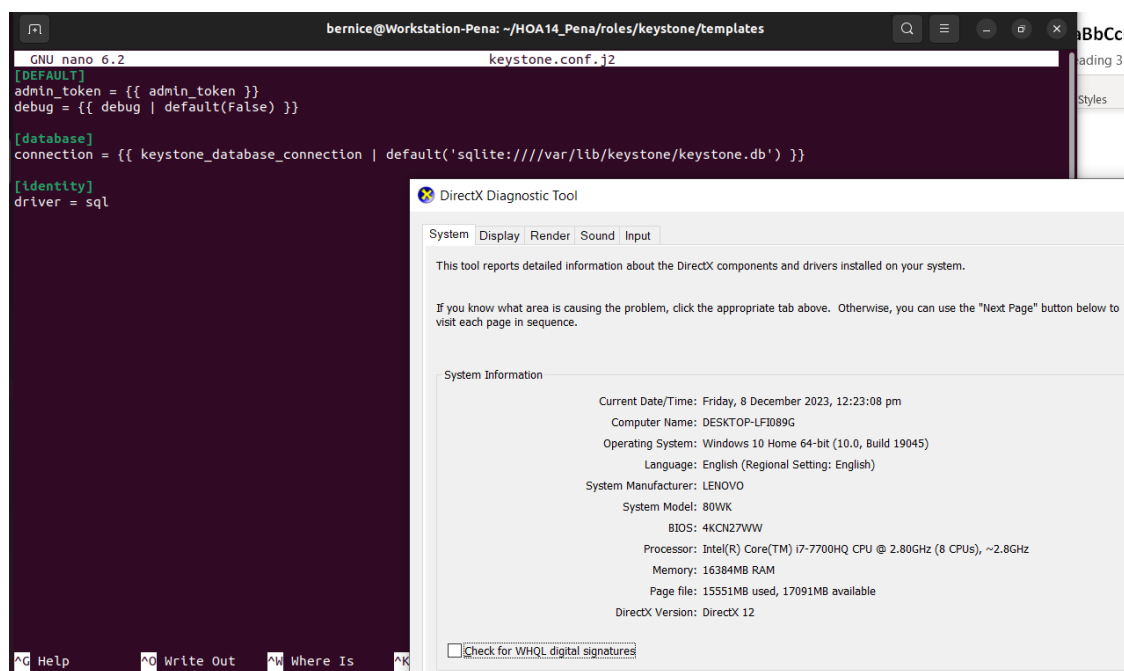 bernice@Workstation-Pena: ~/HOA14_Pena/roles/keystone/templates
GNU nano 6.2 keystone.conf.j2
[DEFAULT]
admin_token = {{ admin_token }}
debug = {{ debug | default(False) }}
[database]
connection = {{ keystone_database_connection | default('sqlite:////var/lib/keystone/keystone.db') }}
[identity]
driver = sql
^G Help ^O Write Out ^W Where Is ^K
aBbCc
eading 3
Styles
DirectX Diagnostic Tool
System Display Render Sound Input
This tool reports detailed information about the DirectX components and drivers installed on your system.
If you know what area is causing the problem, click the appropriate tab above.  Otherwise, you can use the "Next Page" button below to
visit each page in sequence.
System Information
Current Date/Time: Friday, 8 December 2023, 12:23:08 pm
Computer Name: DESKTOP-LFI089G
Operating System: Windows 10 Home 64-bit (10.0, Build 19045)
Language: English (Regional Setting: English)
System Manufacturer: LENOVO
System Model: 80WK
BIOS: 4KCN27WW
Processor: Intel(R) Core(TM) i7-7700HQ CPU @ 2.80GHz (8 CPUs), ~2.8GHz
Memory: 16384MB RAM
Page file: 15551MB used, 17091MB available
DirectX Version: DirectX 12
Check for WHQL digital signatures